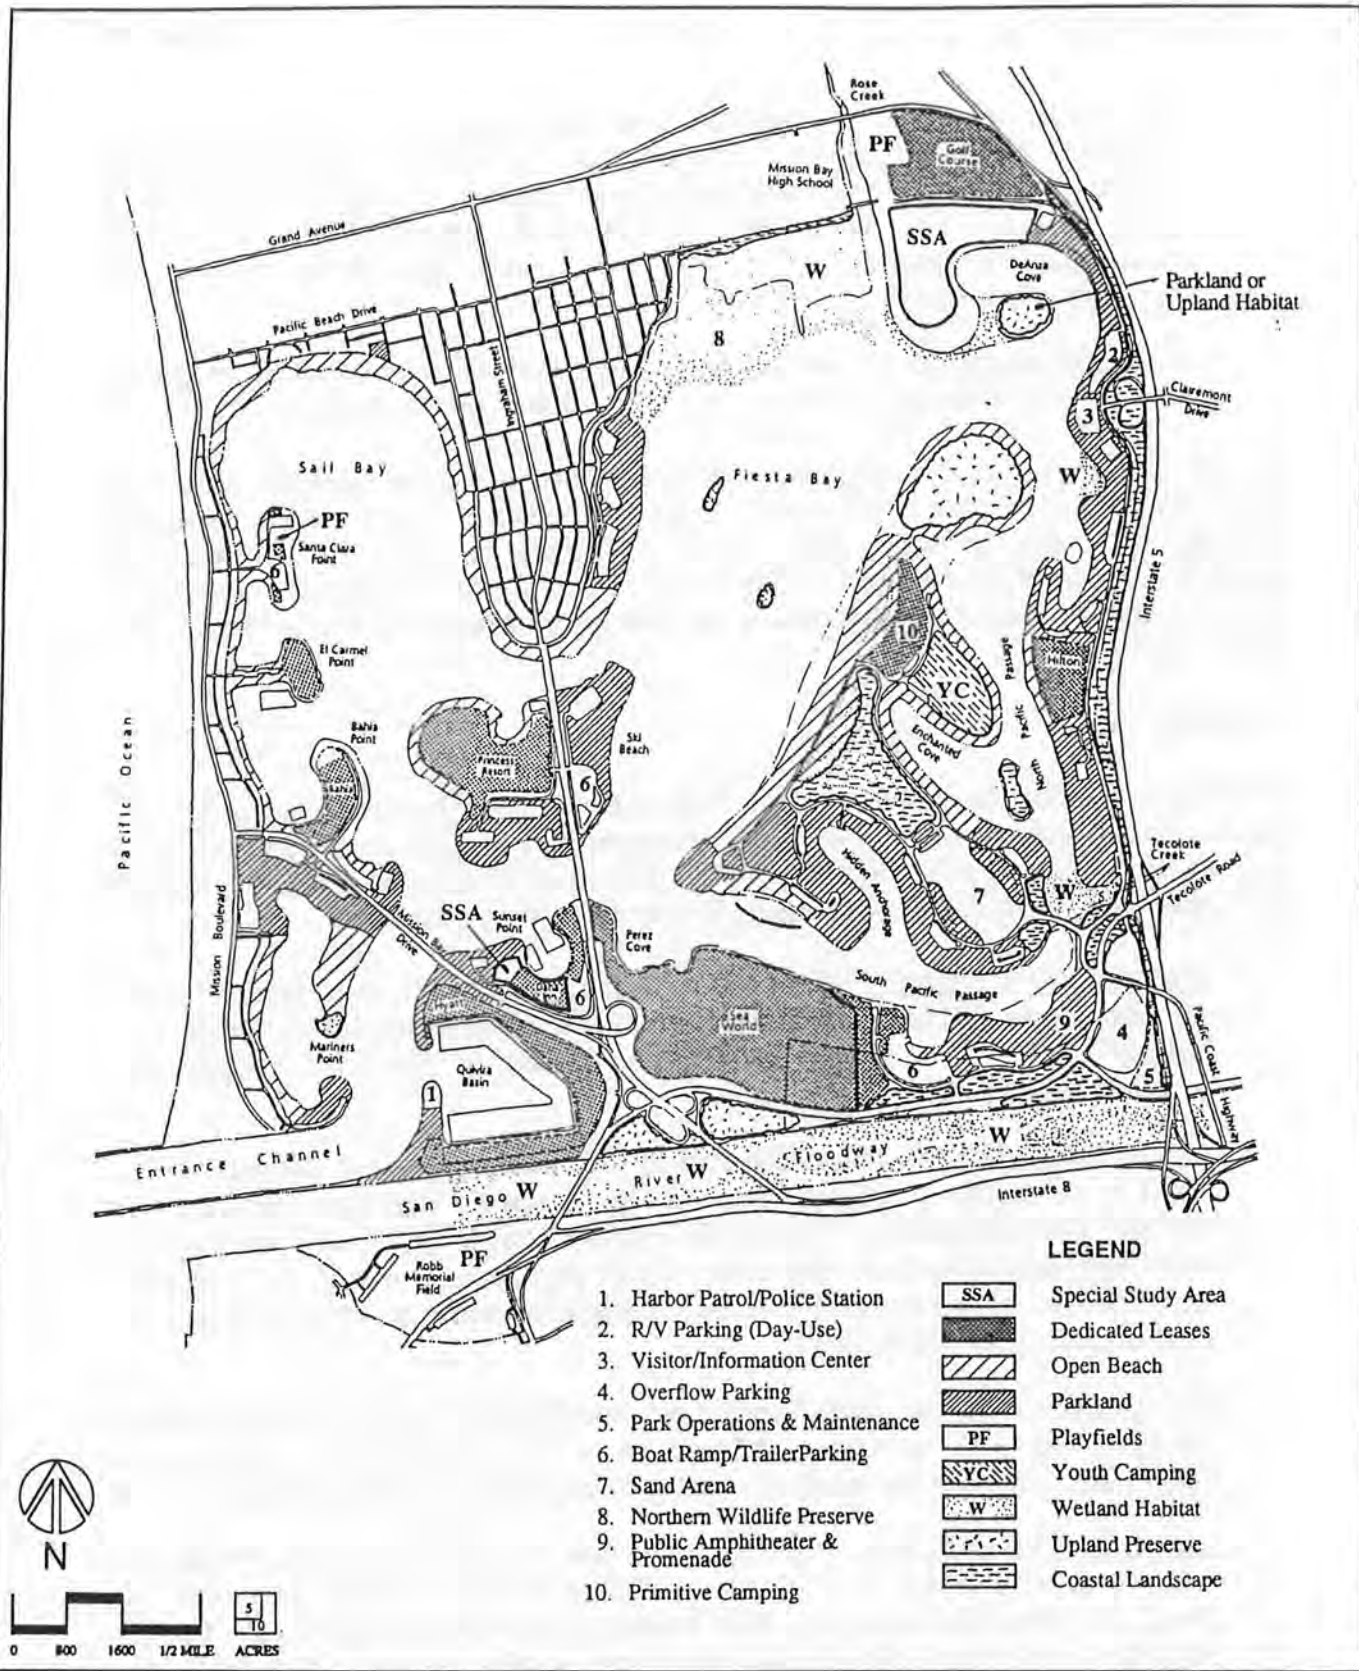 Rose
Creek
PF
Golf
Course
Mission Bay
High School
Grand Avenue
SSA
W
DeAnza
Cove
Parkland or
Upland Habitat
Pacific Beach Drive
8
2
Ingraham Street
Clairemont
Drive
3
Sail Bay
Fiesta Bay
W
PF
Santa Clara
Point
6
Interstate 5
10
El Carmel
Point
Hilton
YC
North Pacific Passage
Pacific Ocean
Bahia
Point
Ski
Beach
Enchanted
Cove
Princess
Resort
Bahia
6
Hidden Anchorage
Tecolote
Creek
Tecolote Road
7
W
5
Mission Boulevard
Mission Bay
Drive
SSA
Sunset
Point
Perez
Cove
South Pacific Passage
Dana
Inn
6
Hyatt
Sea
World
9
4
Pacific Coast Highway
Mariners
Point
Quivira
Basin
6
5
1
Entrance Channel
W
Floodway
River W
San Diego W
Interstate 8
PF
Robb
Memorial
Field
LEGEND
1. Harbor Patrol/Police Station
2. R/V Parking (Day-Use)
3. Visitor/Information Center
4. Overflow Parking
5. Park Operations & Maintenance
6. Boat Ramp/TrailerParking
7. Sand Arena
8. Northern Wildlife Preserve
9. Public Amphitheater &
Promenade
10. Primitive Camping
SSA Special Study Area
Dedicated Leases
Open Beach
Parkland
PF Playfields
YC Youth Camping
W Wetland Habitat
Upland Preserve
Coastal Landscape
N
0 800 1600 1/2 MILE
5
10
ACRES